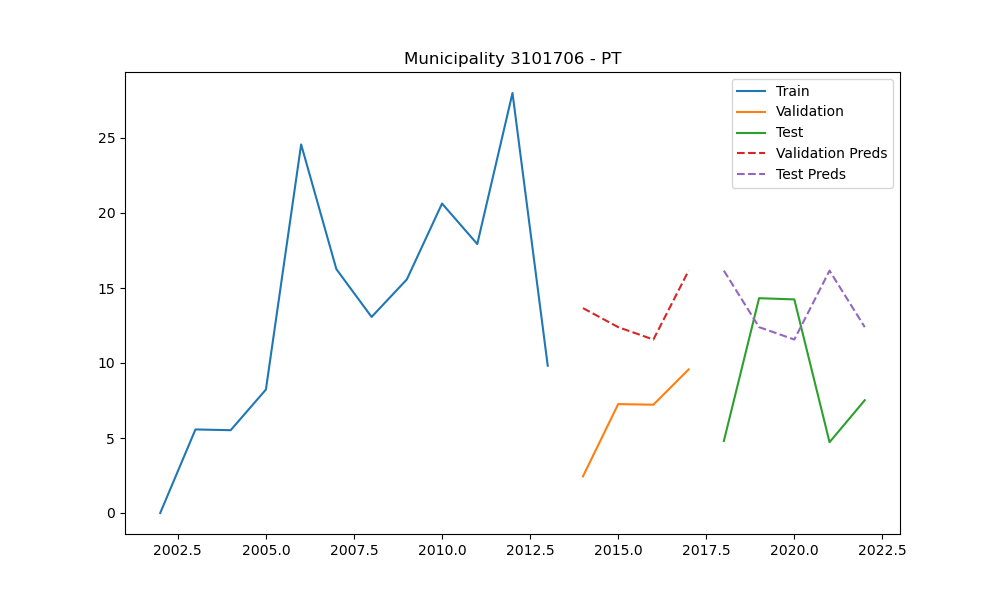 Municipality 3101706 - PT
Train
Validation
Test
Validation Preds
Test Preds
25
20
15
10
5
0
2002.5 2005.0 2007.5 2010.0 2012.5 2015.0 2017.5 2020.0 2022.5